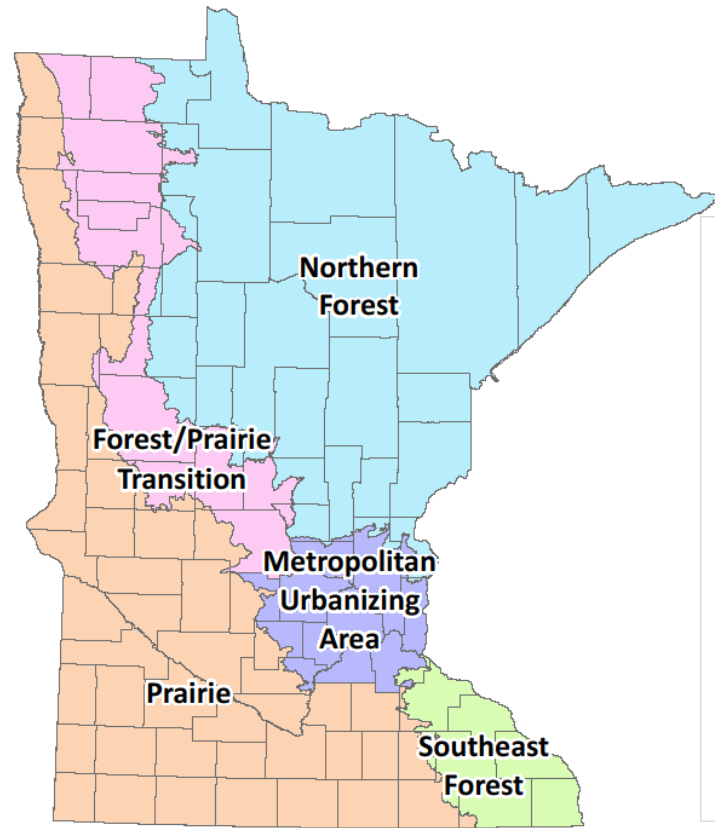 Northern
Forest
Forest/Prairie
Transition
Metropolitan
Urbanizing
Area
Prairie
Southeast
Forest